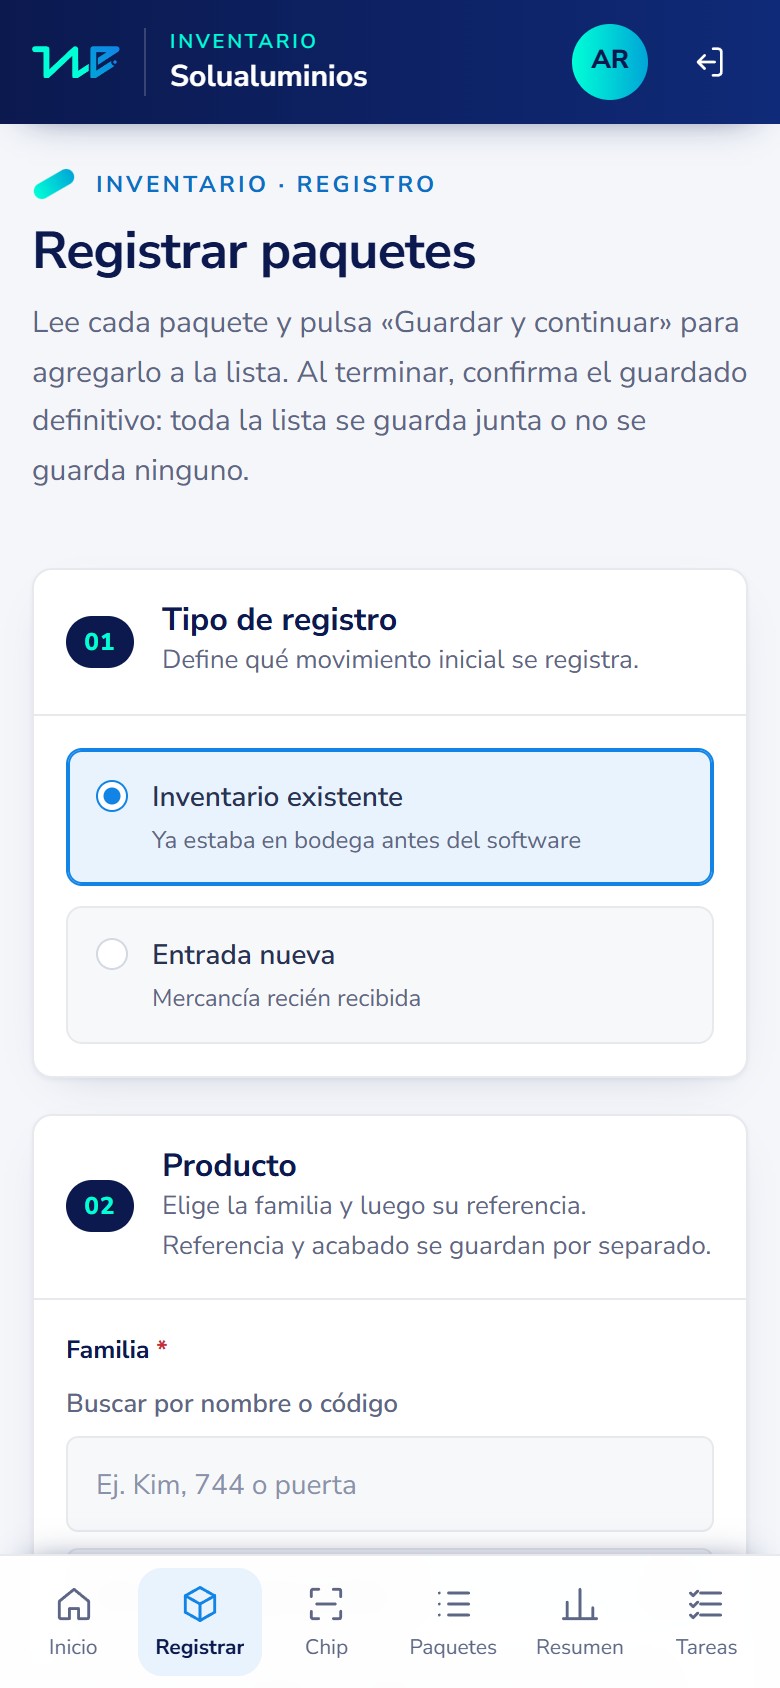 INVENTARIO
Solualuminios
AR
INVENTARIO · REGISTRO
Registrar paquetes
Lee cada paquete y pulsa «Guardar y continuar» para
agregarlo a la lista. Al terminar, confirma el guardado
definitivo: toda la lista se guarda junta o no se
guarda ninguno.
01
Tipo de registro
Define qué movimiento inicial se registra.
Inventario existente
Ya estaba en bodega antes del software
Entrada nueva
Mercancía recién recibida
02
Producto
Elige la familia y luego su referencia.
Referencia y acabado se guardan por separado.
Familia *
Buscar por nombre o código
Ej. Kim, 744 o puerta
Inicio
Registrar
Chip
Paquetes
Resumen
Tareas